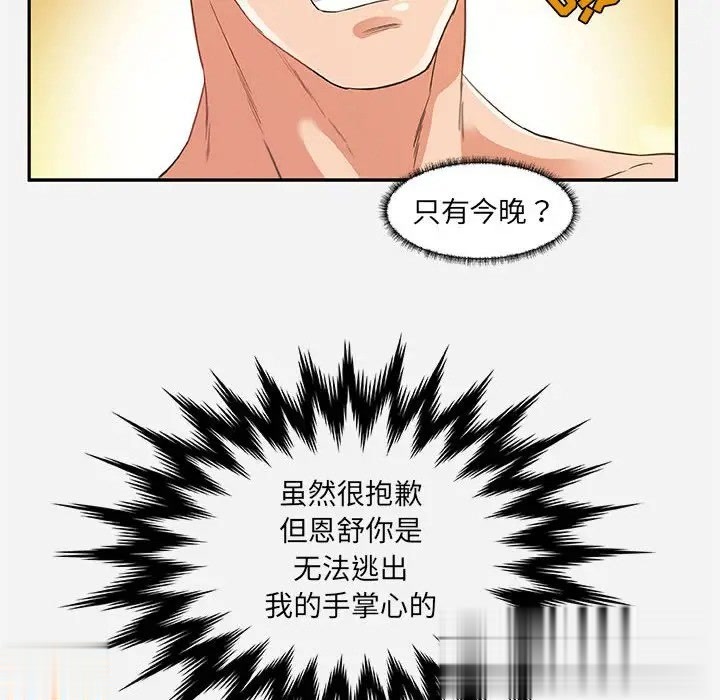 只有今晚？
虽然很抱歉
但恩舒你是
无法逃出
我的手掌心的